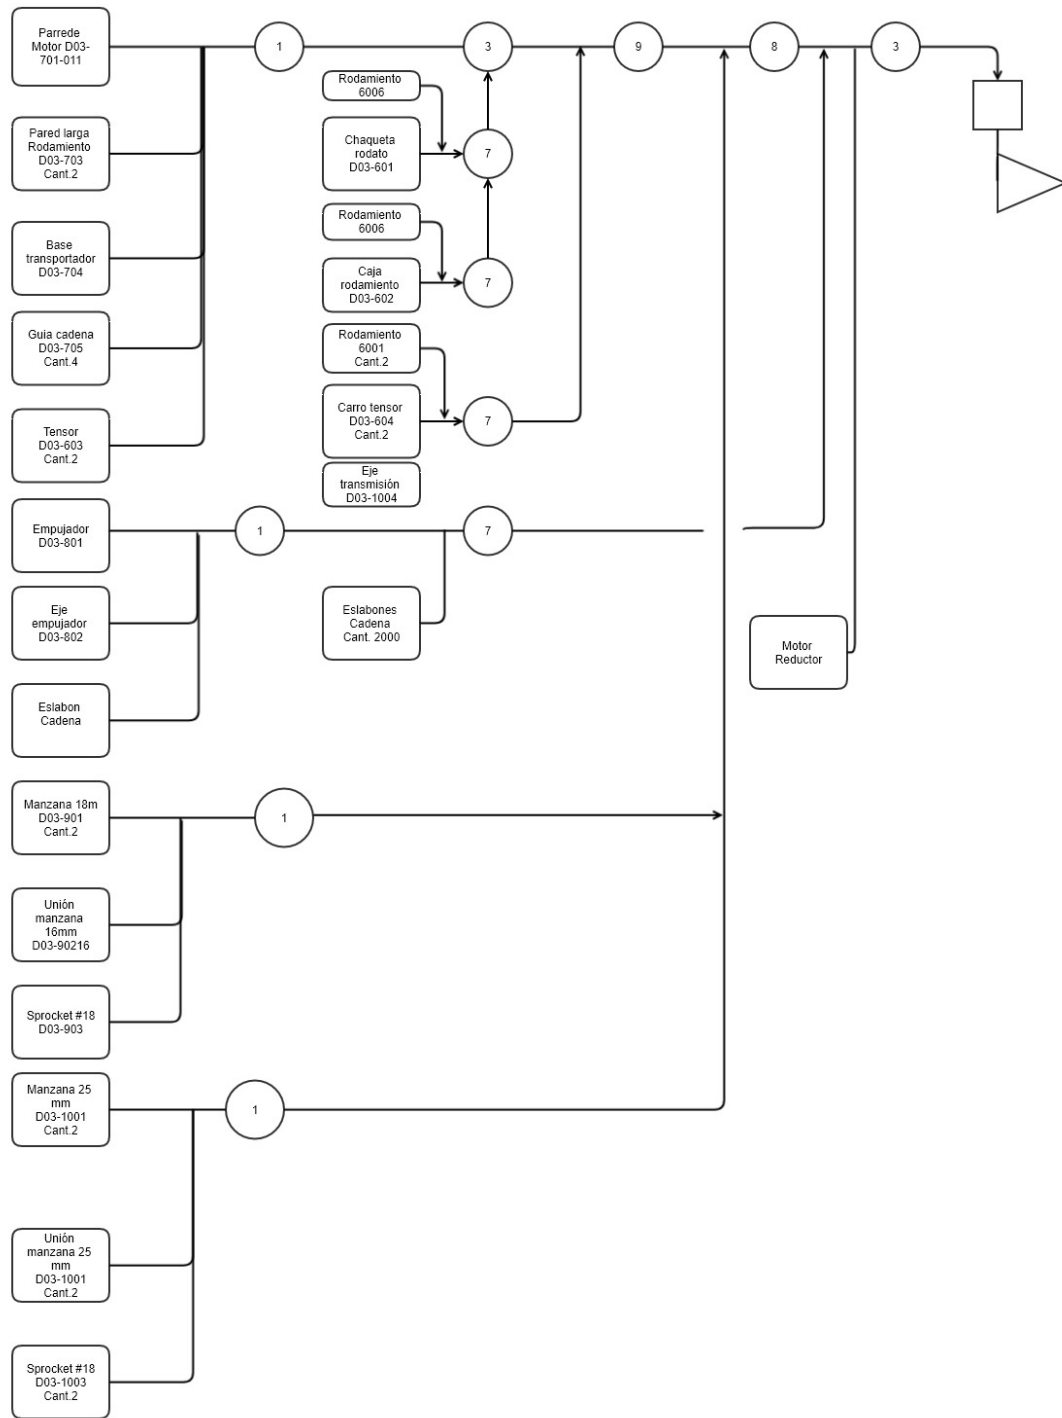 Parrede
Motor D03-
701-011
1
3
9
8
3
Rodamiento
6006
Pared larga
Rodamiento
D03-703
Cant.2
Chaqueta
rodato
D03-601
7
Rodamiento
6006
Base
transportador
D03-704
Caja
rodamiento
D03-602
7
Guia cadena
D03-705
Cant.4
Rodamiento
6001
Cant.2
Tensor
D03-603
Cant.2
Carro tensor
D03-604
Cant.2
7
Eje
transmisión
D03-1004
Empujador
D03-801
1
7
Eje
empujador
D03-802
Eslabones
Cadena
Cant. 2000
Motor
Reductor
Eslabon
Cadena
Manzana 18m
D03-901
Cant.2
1
Unión
manzana
16mm
D03-90216
Sprocket #18
D03-903
Manzana 25
mm
D03-1001
Cant.2
1
Unión
manzana 25
mm
D03-1001
Cant.2
Sprocket #18
D03-1003
Cant.2